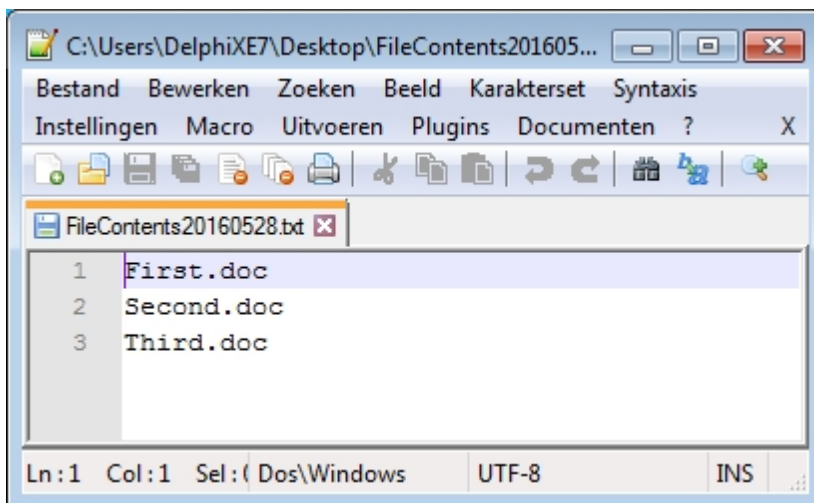 C:\Users\DelphiXE7\Desktop\FileContents201605...
Bestand Bewerken Zoeken Beeld Karakterset Syntaxis
Instellingen Macro Uitvoeren Plugins Documenten ? X
FileContents20160528.txt
1 First.doc
2 Second.doc
3 Third.doc
Ln:1 Col:1 Sel:( Dos\Windows UTF-8 INS